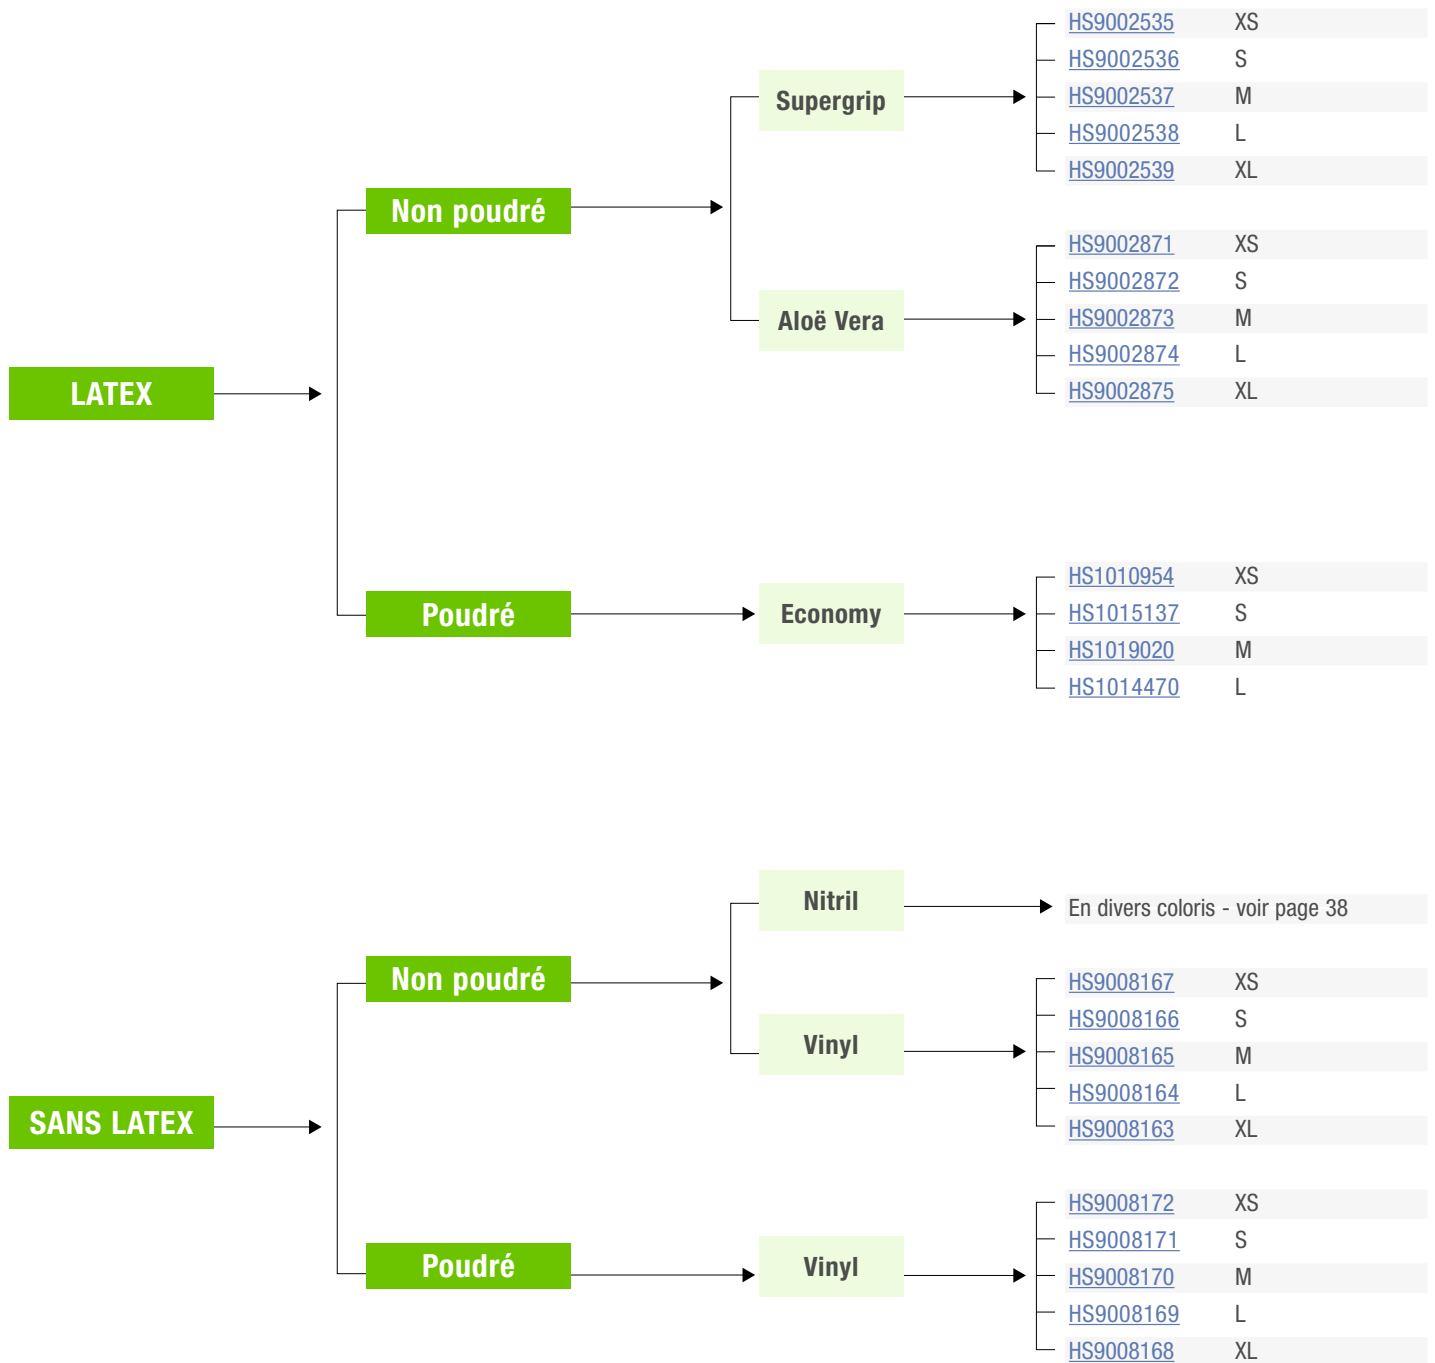 LATEX
Non poudré
Supergrip
HS9002535 XS
HS9002536 S
HS9002537 M
HS9002538 L
HS9002539 XL
Aloë Vera
HS9002871 XS
HS9002872 S
HS9002873 M
HS9002874 L
HS9002875 XL
Poudré
Economy
HS1010954 XS
HS1015137 S
HS1019020 M
HS1014470 L
SANS LATEX
Non poudré
Nitril
En divers coloris - voir page 38
Vinyl
HS9008167 XS
HS9008166 S
HS9008165 M
HS9008164 L
HS9008163 XL
Poudré
Vinyl
HS9008172 XS
HS9008171 S
HS9008170 M
HS9008169 L
HS9008168 XL